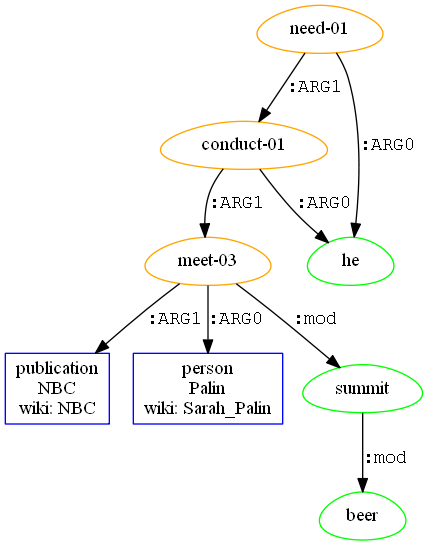 need-01
:ARG1
conduct-01
:ARG0
:ARG1
:ARG0
meet-03
he
:ARG1
:ARG0
:mod
publication
NBC
wiki: NBC
person
Palin
wiki: Sarah_Palin
summit
:mod
beer